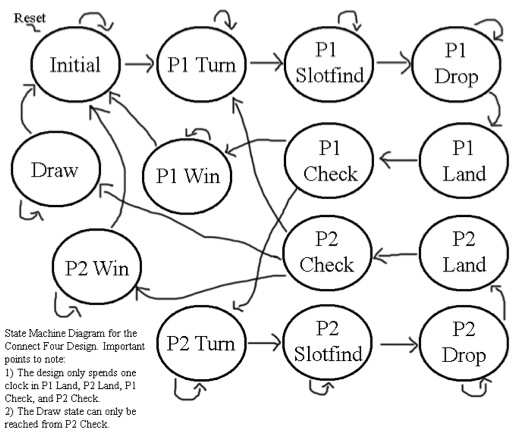 Reset
Initial
P1 Turn
P1
Slotfind
P1
Drop
Draw
P1 Win
P1
Check
P1
Land
P2 Win
P2
Check
P2
Land
P2 Turn
P2
Slotfind
P2
Drop
State Machine Diagram for the
Connect Four Design. Important
points to note:
1) The design only spends one
clock in P1 Land, P2 Land, P1
Check, and P2 Check.
2) The Draw state can only be
reached from P2 Check.